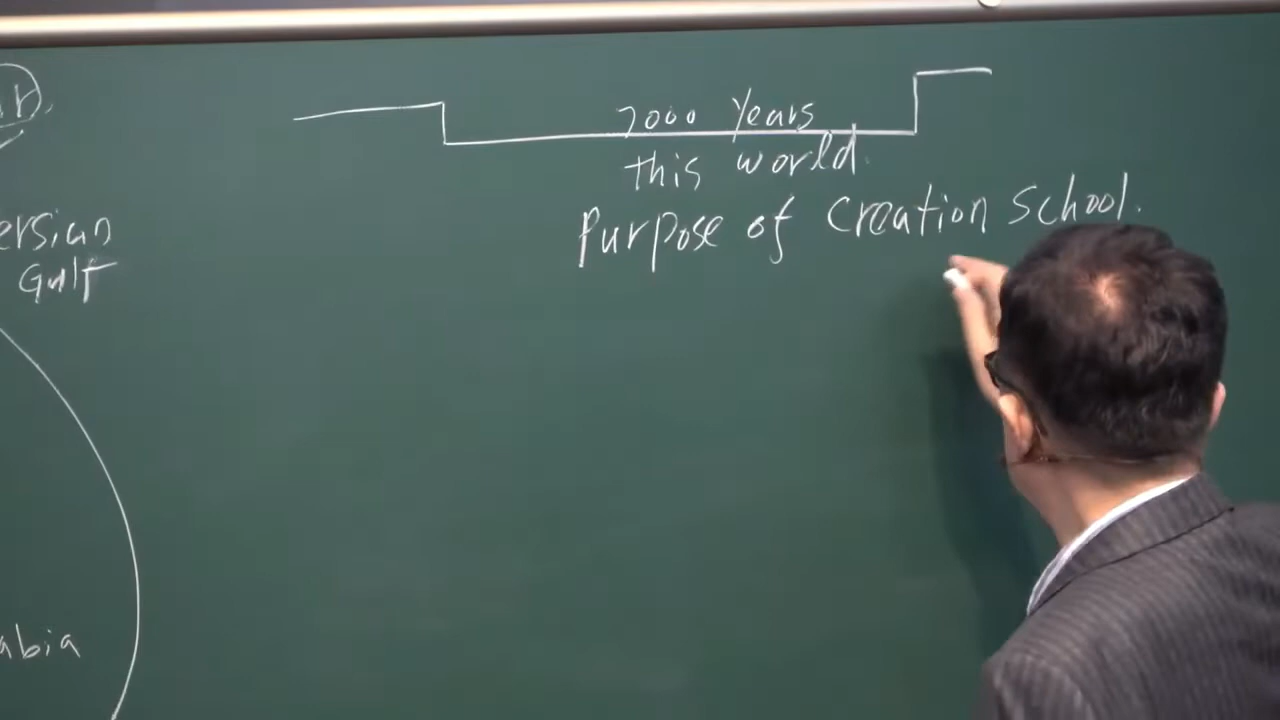 7000 Years
this world.
Purpose of Creation School.
ersian
Gulf
abia